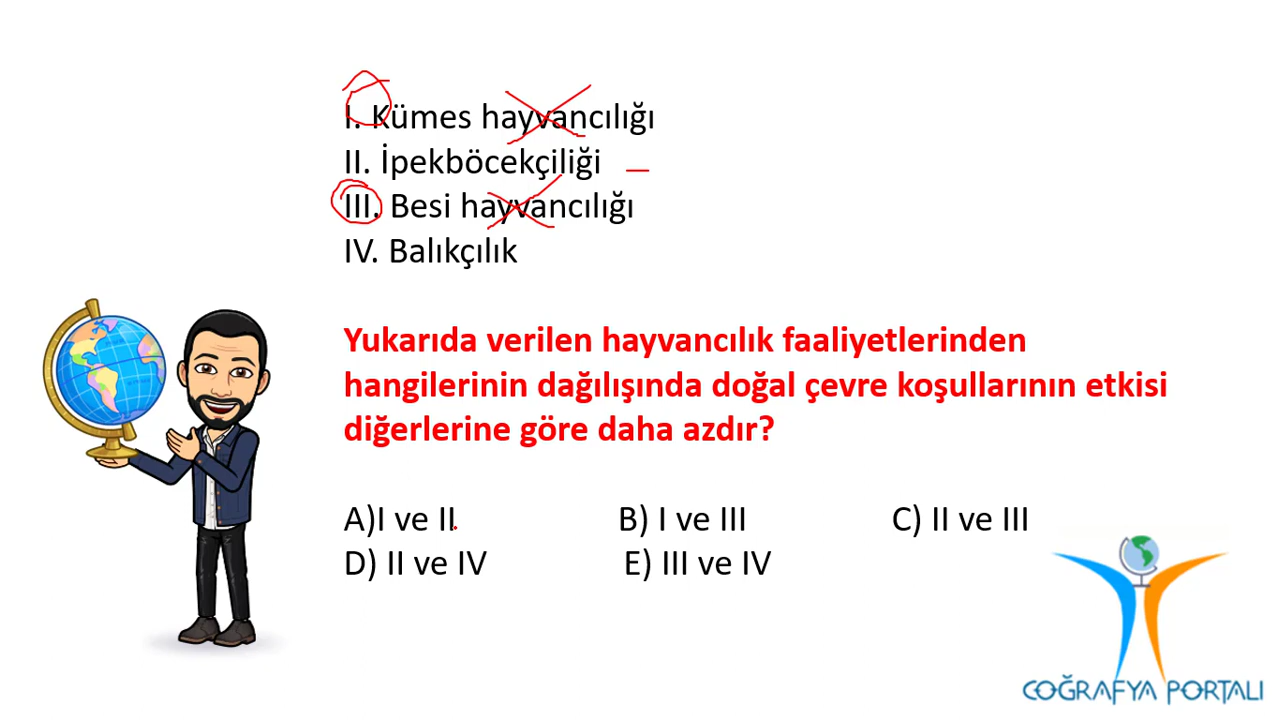 I. Kümes hayvancılığı
II. İpekböcekçiliği
III. Besi hayvancılığı
IV. Balıkçılık
Yukarıda verilen hayvancılık faaliyetlerinden
hangilerinin dağılışında doğal çevre koşullarının etkisi
diğerlerine göre daha azdır?
A)I ve II B) I ve III C) II ve III
D) II ve IV E) III ve IV
COĞRAFYA PORTALI